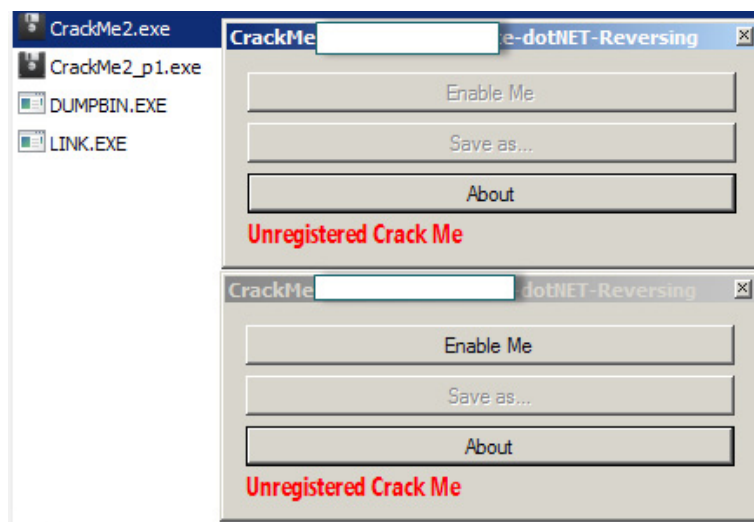 CrackMe2.exe
CrackMe2_p1.exe
DUMPBIN.EXE
LINK.EXE
CrackMe e-dotNET-Reversing
Enable Me
Save as...
About
Unregistered Crack Me
CrackMe -dotNET-Reversing
Enable Me
Save as...
About
Unregistered Crack Me